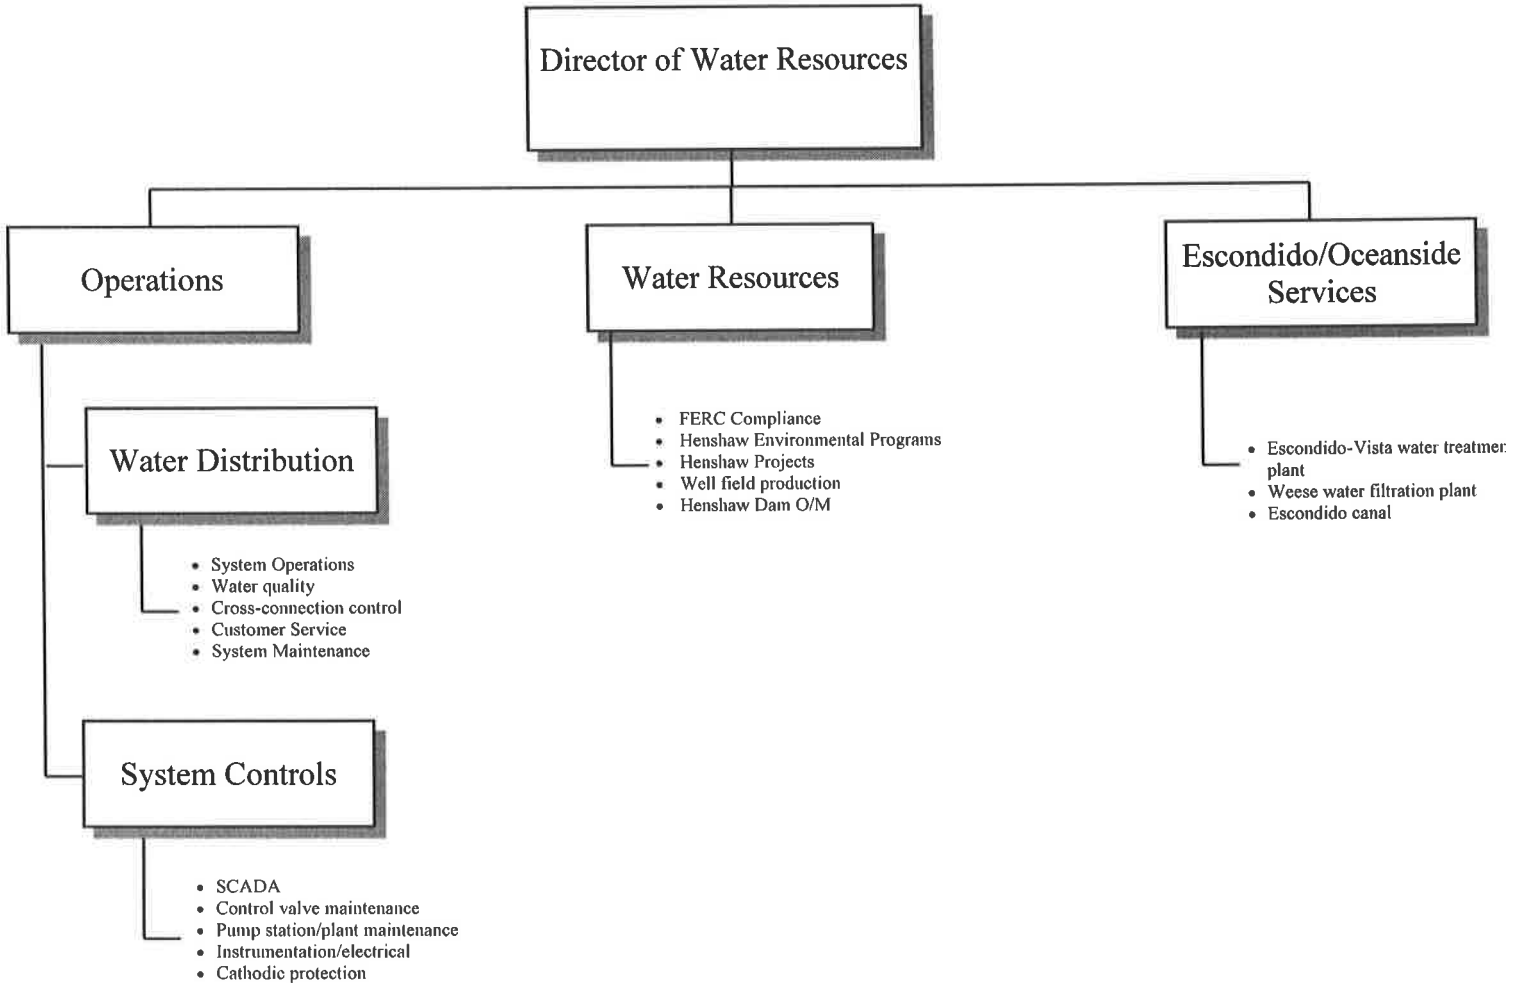 Director of Water Resources
Operations
Water Resources
Escondido/Oceanside
Services
Water Distribution
• FERC Compliance
• Henshaw Environmental Programs
• Henshaw Projects
• Well field production
• Henshaw Dam O/M
• Escondido-Vista water
plant
• Weese water filtration plant
• Escondido canal
• System Operations
• Water quality
• Cross-connection control
• Customer Service
• System Maintenance
System Controls
• SCADA
• Control valve maintenance
• Pump station/plant maintenance
• Instrumentation/electrical
• Cathodic protection